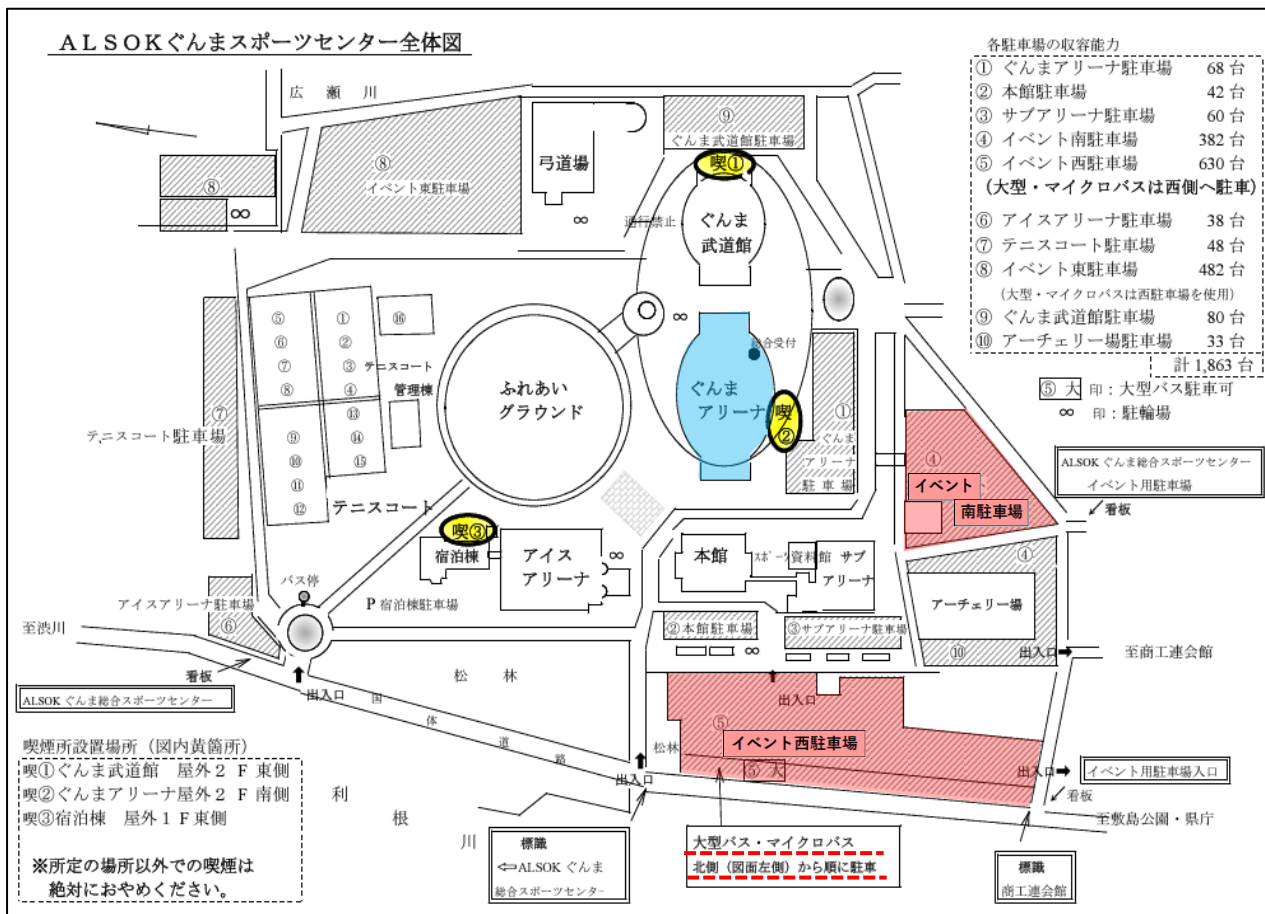 ALSOKぐんまスポーツセンター全体図
各駐車場の収容能力
① ぐんまアリーナ駐車場 68 台
② 本館駐車場 42 台
③ サブアリーナ駐車場 60 台
④ イベント南駐車場 382 台
⑤ イベント西駐車場 630 台
(大型・マイクロバスは西側へ駐車)
⑥ アイスアリーナ駐車場 38 台
⑦ テニスコート駐車場 48 台
⑧ イベント東駐車場 482 台
(大型・マイクロバスは西駐車場を使用)
⑨ ぐんま武道館駐車場 80 台
⑩ アーチェリー場駐車場 33 台
計 1,863 台
⑤ 大 印：大型バス駐車可
∞ 印：駐輪場
広瀬川
⑧
∞
⑧
イベント東駐車場
弓道場
∞
⑨
ぐんま武道館駐車場
喫①
通行禁止
ぐんま
武道館
∞
総合受付
ぐんま
アリーナ
喫②
①
ぐんま
アリーナ
駐車場
⑤ ① ⑯
⑥ ②
⑦ ③
⑧ ④
テニスコート
管理棟
⑬
⑨ ⑭
⑩ ⑮
⑪
⑫
⑦
テニスコート駐車場
テニスコート
ふれあい
グラウンド
④
イベント
南駐車場
ALSOK ぐんま総合スポーツセンター
イベント用駐車場
↙看板
喫③
宿泊棟
アイス
アリーナ
∞
本館
スポーツ資料館
サブ
アリーナ
④
アーチェリー場
⑩
バス停
アイスアリーナ駐車場
⑥
P 宿泊棟駐車場
②本館駐車場
∞
③サブアリーナ駐車場
出入口
至商工連会館
至渋川
看板
ALSOK ぐんま総合スポーツセンター
出入口
松林
国体道路
出入口
⑤
イベント西駐車場
松林
⑤ 大
出入口
出入口
イベント用駐車場入口
看板
至敷島公園・県庁
利根川
喫煙所設置場所（図内黄箇所）
喫①ぐんま武道館 屋外２F 東側
喫②ぐんまアリーナ屋外２F 南側
喫③宿泊棟 屋外１F東側
※所定の場所以外での喫煙は
絶対におやめください。
標識
⇦ALSOK ぐんま
総合スポーツセンター
大型バス・マイクロバス
北側（図面左側）から順に駐車
標識
商工連会館